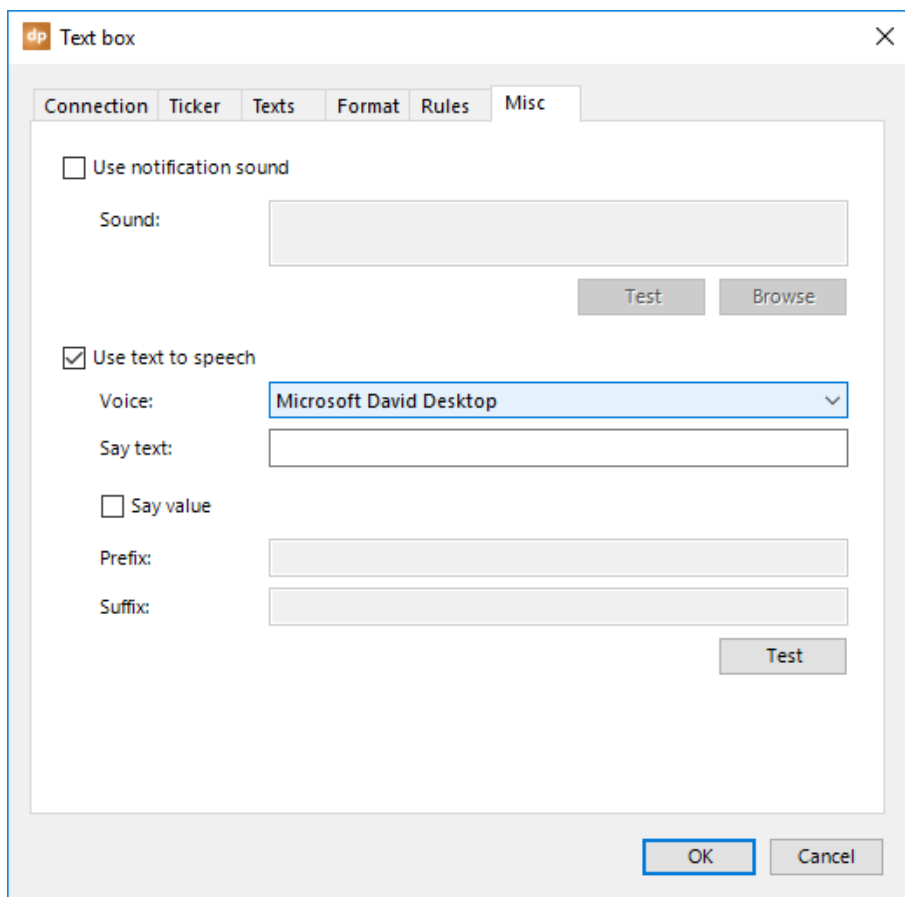 dp Text box
Connection Ticker Texts Format Rules Misc
Use notification sound
Sound:
Test Browse
Use text to speech
Voice: Microsoft David Desktop
Say text:
Say value
Prefix:
Suffix:
Test
OK Cancel